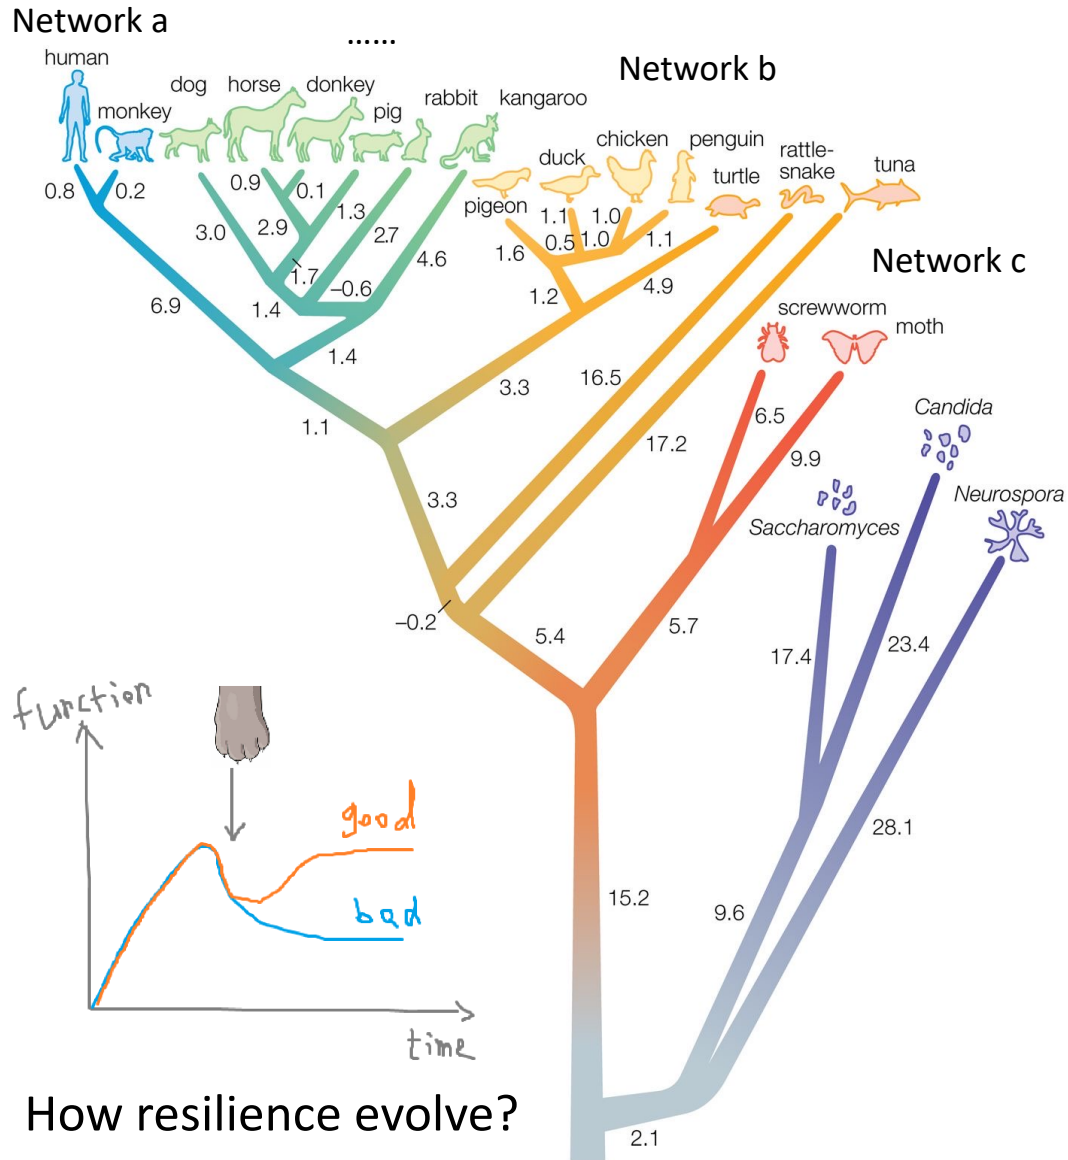 Network a
......
human
monkey
dog
horse
donkey
pig
rabbit
kangaroo
Network b
pigeon
duck
chicken
penguin
turtle
rattle-
snake
tuna
Network c
screwworm
moth
Candida
Saccharomyces
Neurospora
0.8
0.2
3.0
0.9
0.1
2.9
1.3
1.7
2.7
–0.6
4.6
6.9
1.4
1.4
1.1
1.6
1.1
0.5
1.0
1.0
1.1
1.2
4.9
3.3
16.5
17.2
3.3
–0.2
5.4
6.5
9.9
5.7
17.4
23.4
28.1
9.6
15.2
2.1
function
good
bad
time
How resilience evolve?